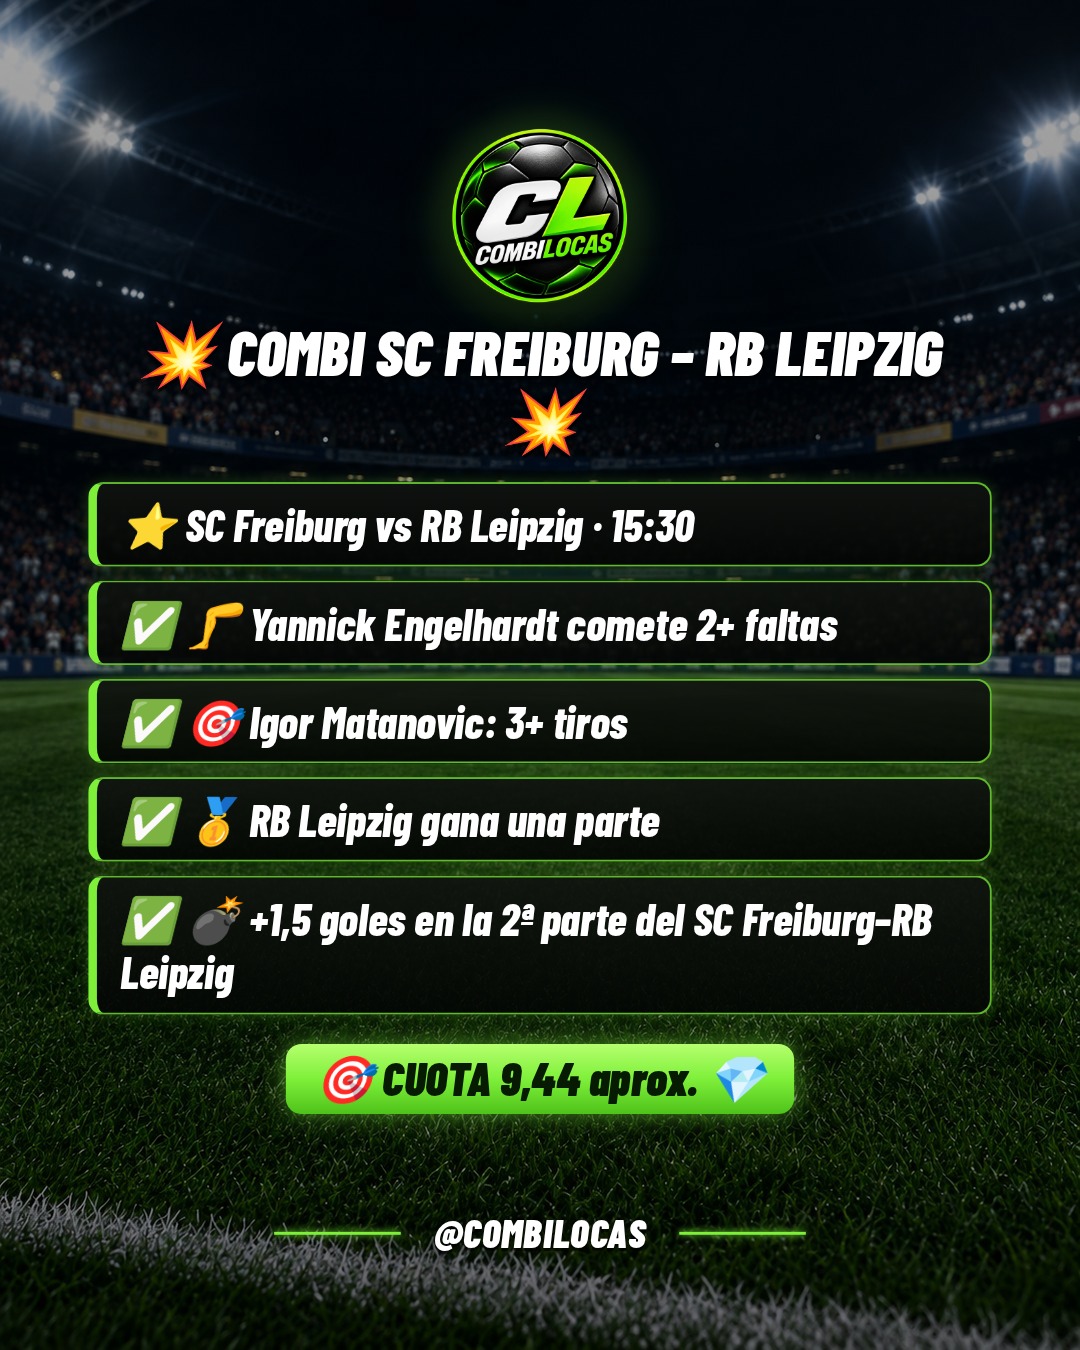 CL
COMBILOCAS
💥 COMBI SC FREIBURG - RB LEIPZIG
💥
⭐ SC Freiburg vs RB Leipzig · 15:30
✅ 🦵 Yannick Engelhardt comete 2+ faltas
✅ 🎯 Igor Matanovic: 3+ tiros
✅ 🥇 RB Leipzig gana una parte
✅ 💣 +1,5 goles en la 2ª parte del SC Freiburg-RB
Leipzig
🎯 CUOTA 9,44 aprox. 💎
@COMBILOCAS